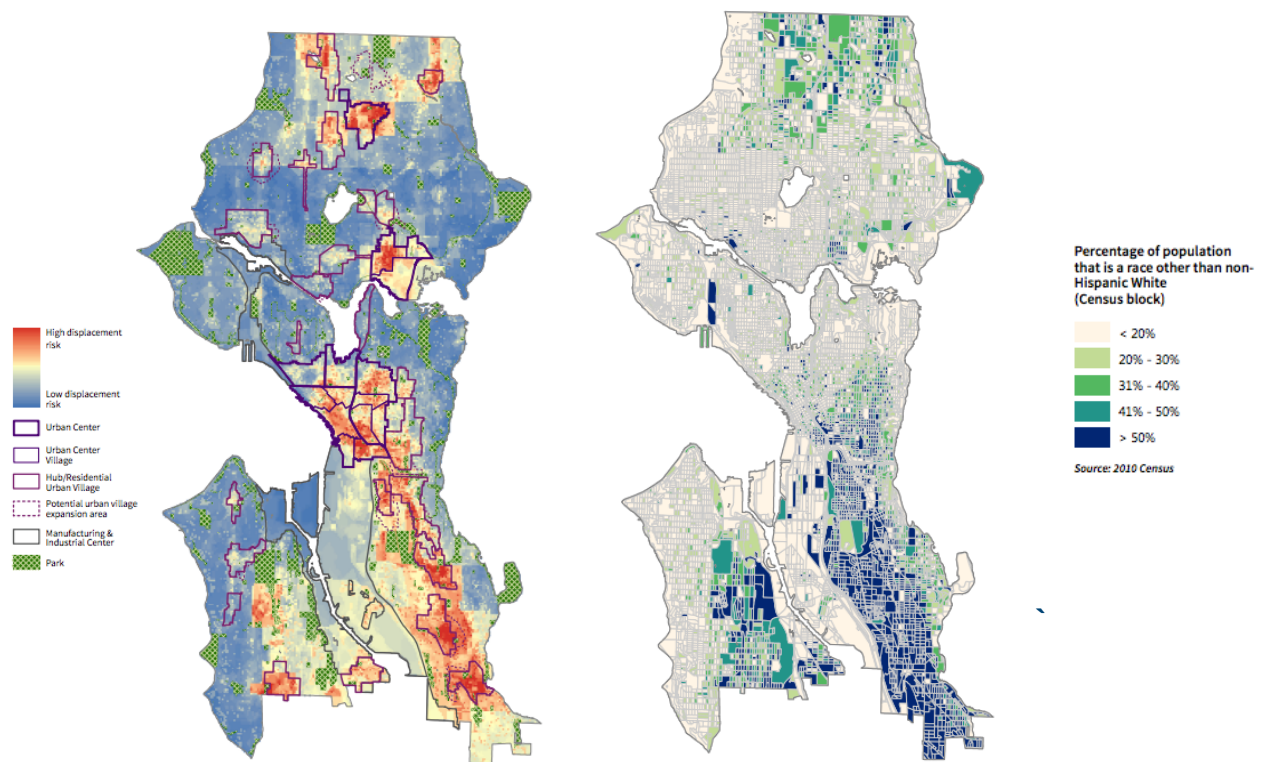 High displacement
risk
Low displacement
risk
Urban Center
Urban Center
Village
Hub/Residential
Urban Village
Potential urban village
expansion area
Manufacturing &
Industrial Center
Park
Percentage of population
that is a race other than non-
Hispanic White
(Census block)
< 20%
20% - 30%
31% - 40%
41% - 50%
> 50%
Source: 2010 Census